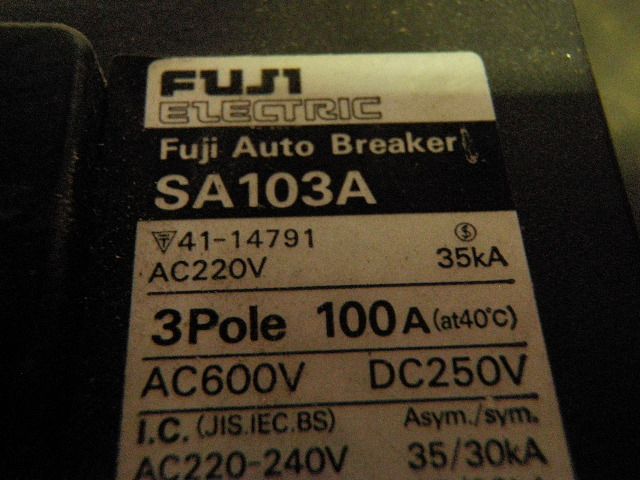 FUJI
ELECTRIC
Fuji Auto Breaker
SA103A
41-14791
AC220V 35kA
3Pole 100A (at40°C)
AC600V DC250V
I.C. (JIS.IEC.BS) Asym./sym.
AC220-240V 35/30kA